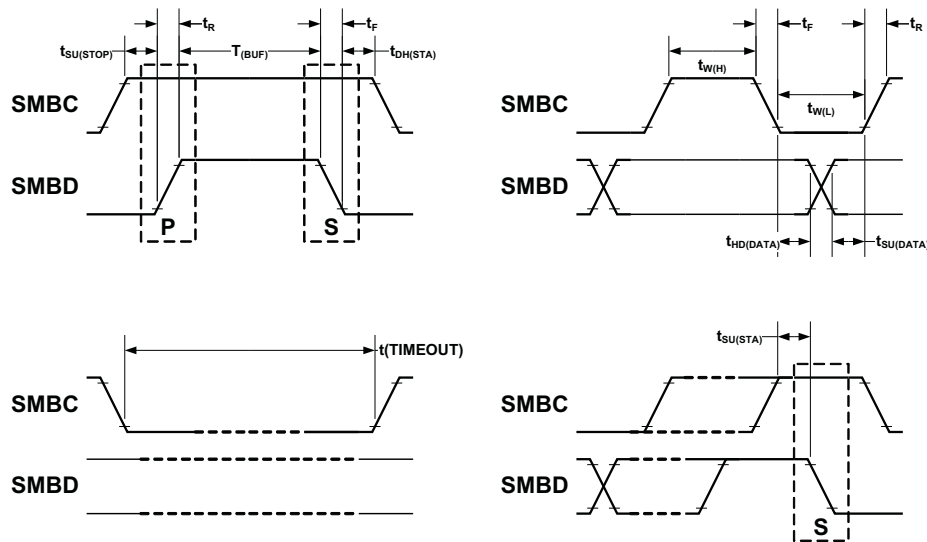 tR
tF
tSU(STOP)
T(BUF)
tDH(STA)
SMBC
SMBD
P
S
tF
tR
tW(H)
SMBC
tW(L)
SMBD
tHD(DATA)
tSU(DATA)
t(TIMEOUT)
SMBC
SMBD
tSU(STA)
SMBC
SMBD
S